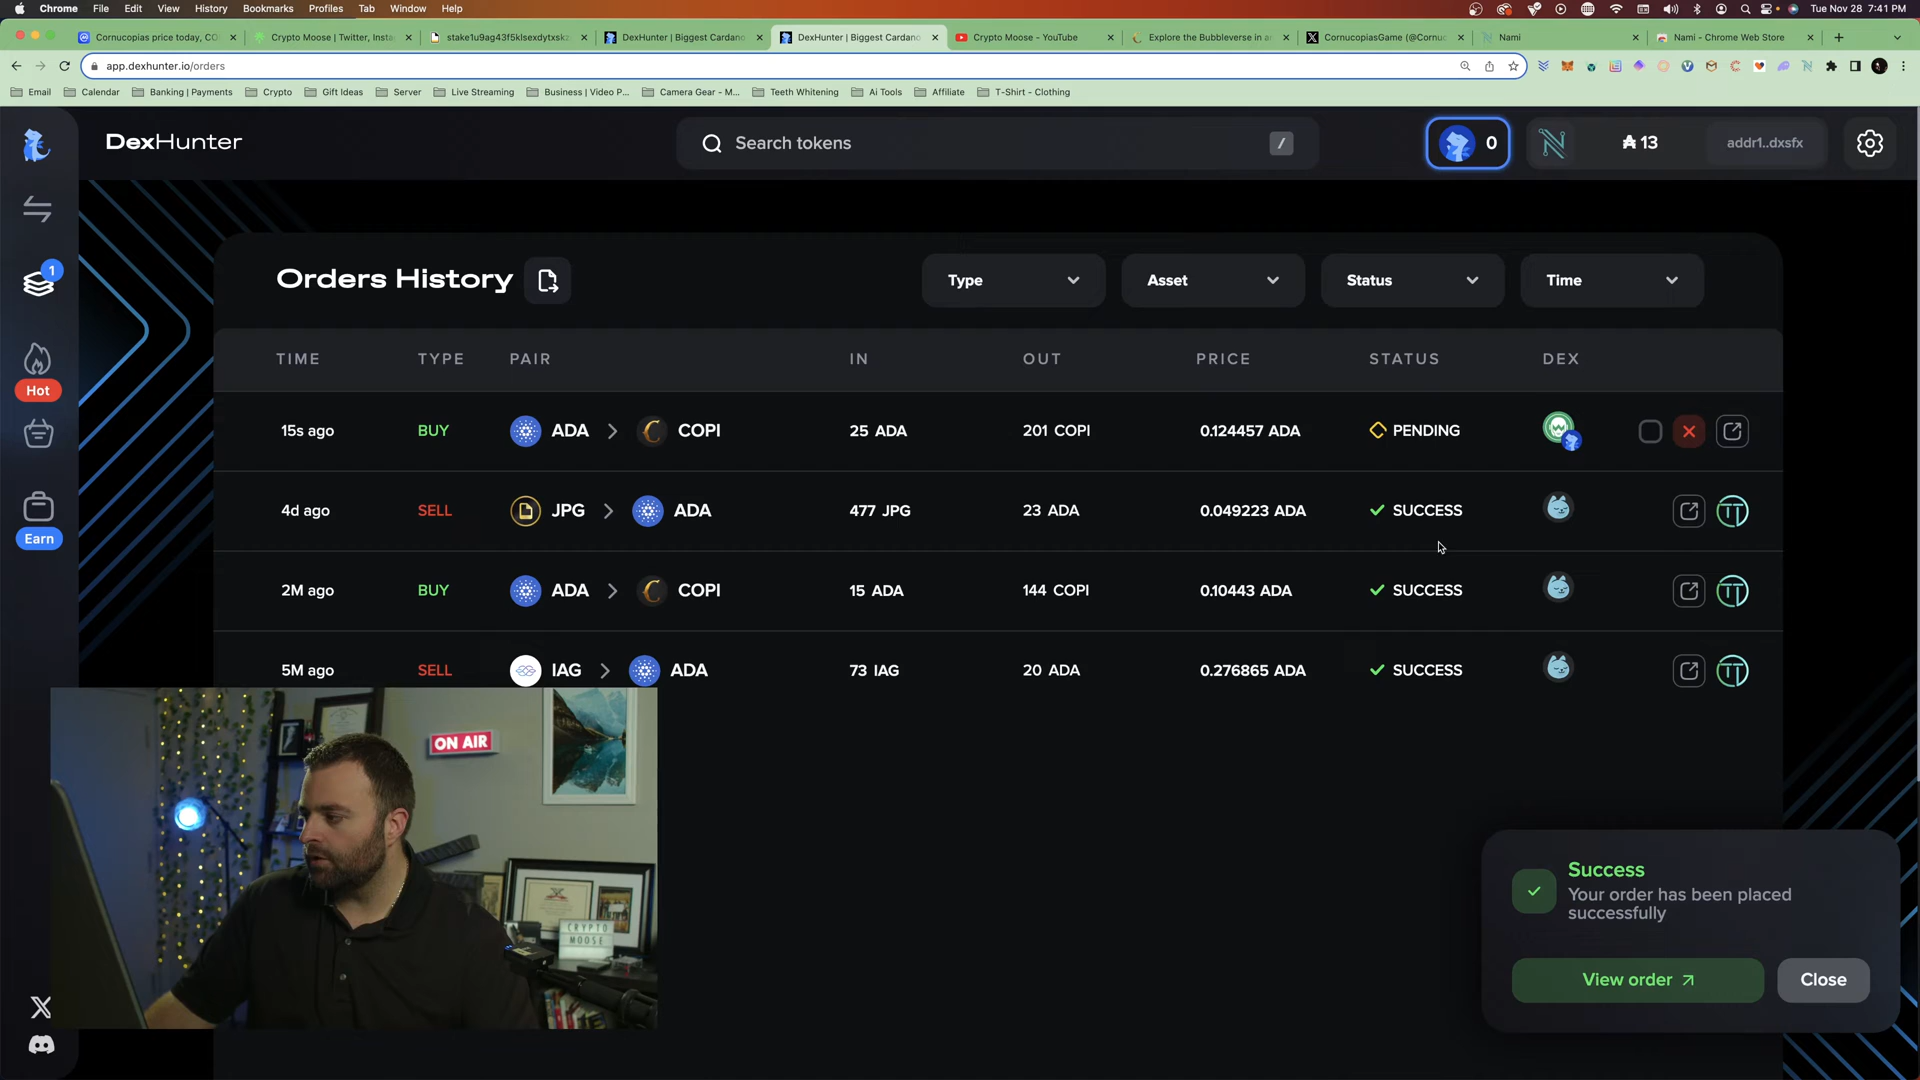 Chrome File Edit View History Bookmarks Profiles Tab Window Help Tue Nov 28 7:41 PM
Cornucopias price today, CO Crypto Moose | Twitter, Insta stake1u9ag43f5klsexdytxskz DexHunter | Biggest Cardano DexHunter | Biggest Cardano Crypto Moose - YouTube Explore the Bubbleverse in a CornucopiasGame (@Cornuc Nami Nami - Chrome Web Store
app.dexhunter.io/orders
Email Calendar Banking | Payments Crypto Gift Ideas Server Live Streaming Business | Video P... Camera Gear - M... Teeth Whitening Ai Tools Affiliate T-Shirt - Clothing
DexHunter Search tokens / 0 ₳ 13 addr1..dxsfx
1
Hot
Earn
Orders History Type Asset Status Time
TIME TYPE PAIR IN OUT PRICE STATUS DEX
15s ago BUY ADA > COPI 25 ADA 201 COPI 0.124457 ADA PENDING
4d ago SELL JPG > ADA 477 JPG 23 ADA 0.049223 ADA SUCCESS
2M ago BUY ADA > COPI 15 ADA 144 COPI 0.10443 ADA SUCCESS
5M ago SELL IAG > ADA 73 IAG 20 ADA 0.276865 ADA SUCCESS
ON AIR
CRYPTO
MOOSE
Success
Your order has been placed
successfully
View order Close